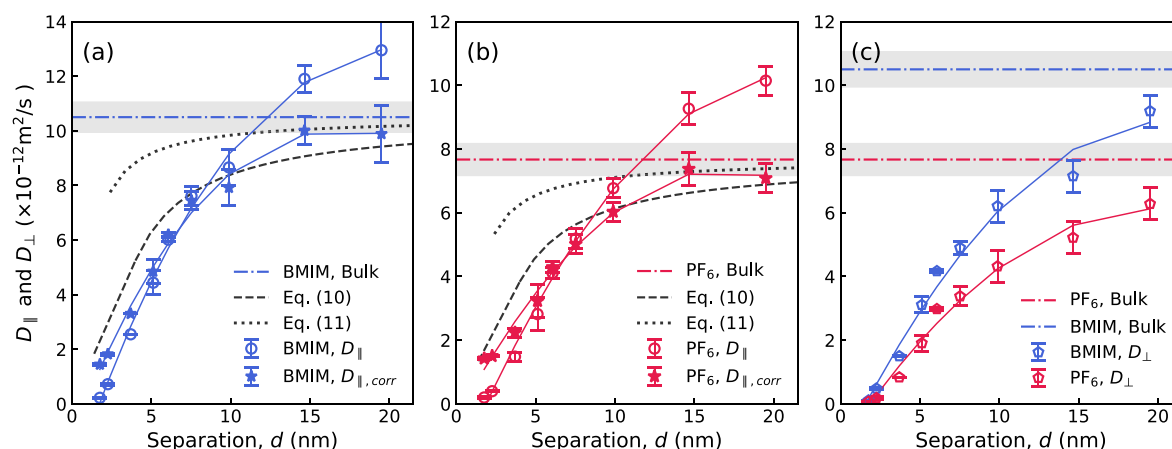 D∥ and D⊥ (×10⁻¹²m²/s)
14
12
10
8
6
4
2
0
(a)
BMIM, Bulk
Eq. (10)
Eq. (11)
BMIM, D∥
BMIM, D∥,corr
0 5 10 15 20
Separation, d (nm)
12
10
8
6
4
2
0
(b)
PF₆, Bulk
Eq. (10)
Eq. (11)
PF₆, D∥
PF₆, D∥,corr
0 5 10 15 20
Separation, d (nm)
12
10
8
6
4
2
0
(c)
PF₆, Bulk
BMIM, Bulk
BMIM, D⊥
PF₆, D⊥
0 5 10 15 20
Separation, d (nm)